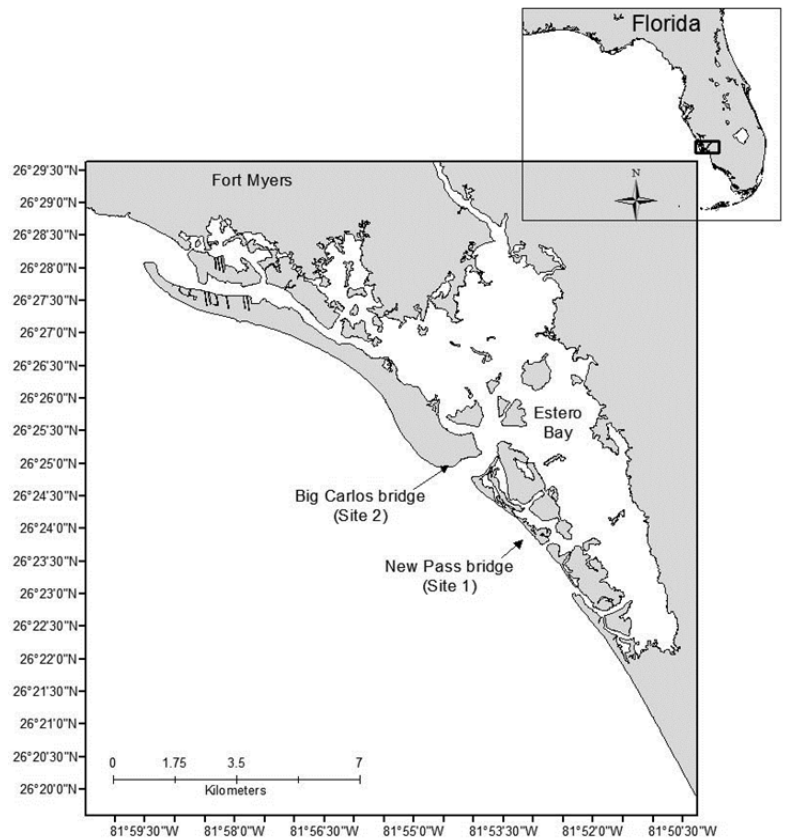 Florida
N
Fort Myers
Estero
Bay
Big Carlos bridge
(Site 2)
New Pass bridge
(Site 1)
26°29'30"N
26°29'0"N
26°28'30"N
26°28'0"N
26°27'30"N
26°27'0"N
26°26'30"N
26°26'0"N
26°25'30"N
26°25'0"N
26°24'30"N
26°24'0"N
26°23'30"N
26°23'0"N
26°22'30"N
26°22'0"N
26°21'30"N
26°21'0"N
26°20'30"N
26°20'0"N
0 1.75 3.5 7
Kilometers
81°59'30"W 81°58'0"W 81°56'30"W 81°55'0"W 81°53'30"W 81°52'0"W 81°50'30"W